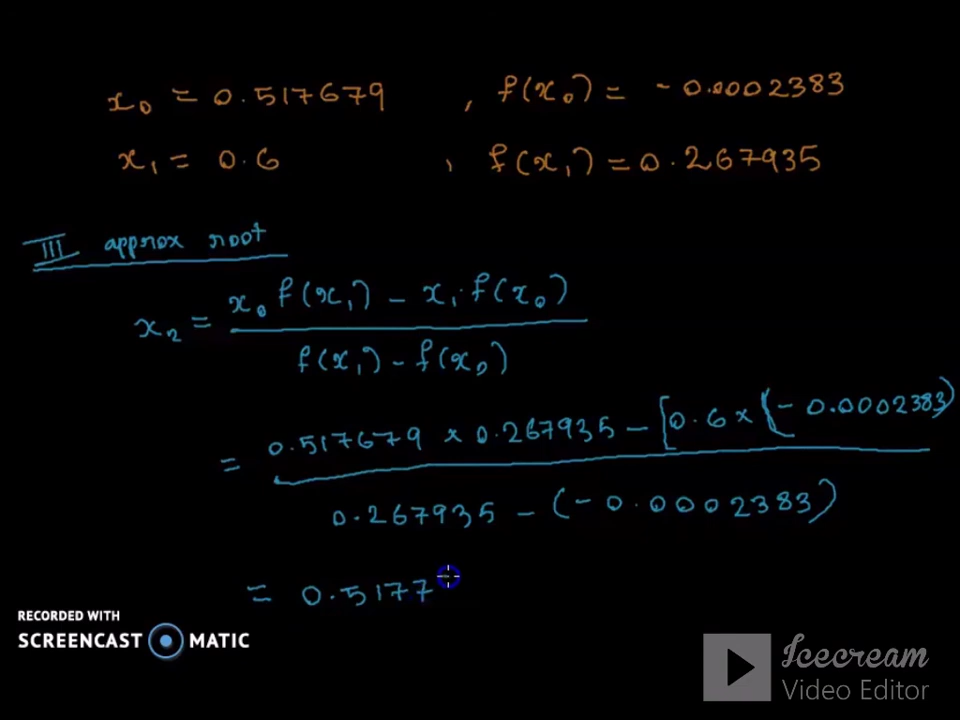 x₀ = 0.517679 , f(x₀) = - 0.0002383
x₁ = 0.6 , f(x₁) = 0.267935
III approx root
x₂ = x₀ f(x₁) - x₁. f(x₀)
f(x₁) - f(x₀)
= 0.517679 x 0.267935 - [0.6 x (- 0.0002383)
0.267935 - (- 0.0002383)
= 0.5177
RECORDED WITH
SCREENCAST MATIC
Icecream
Video Editor